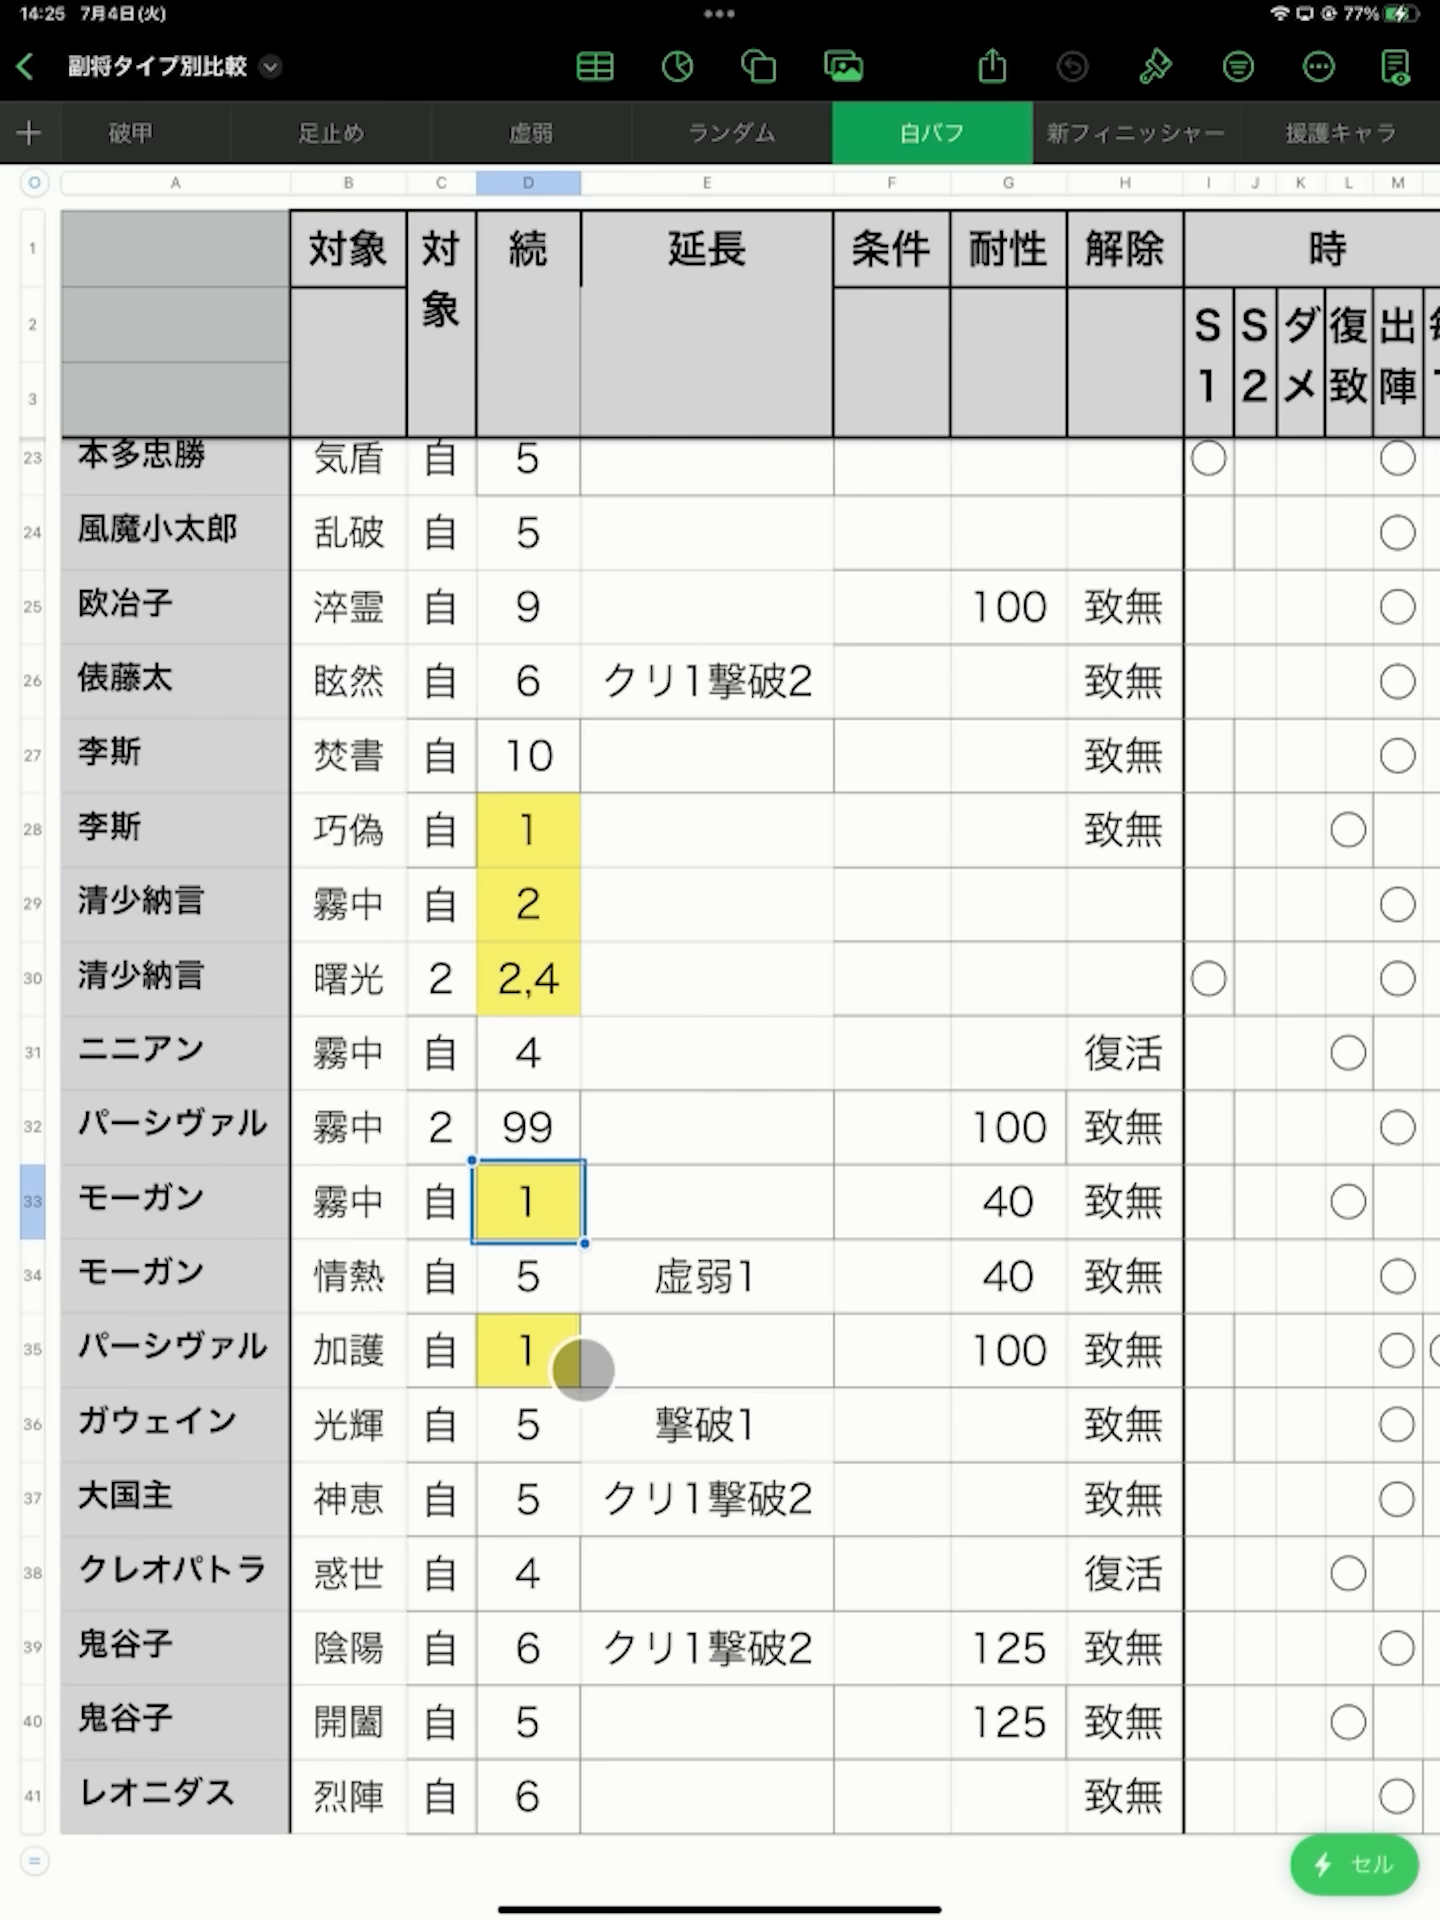 14:25 7月4日(火)
77%
副将タイプ別比較
破甲 足止め 虚弱 ランダム 自バフ 新フィニッシャー 援護キャラ
A B C D E F G H I J K L M
1 対象 対象 続 延長 条件 耐性 解除 時
2
3
S1 S2 ダメ 復致 出陣
23 本多忠勝 気盾 自 5 ○ ○
24 風魔小太郎 乱破 自 5 ○
25 欧冶子 淬霊 自 9 100 致無 ○
26 俵藤太 眩然 自 6 クリ1撃破2 致無 ○
27 李斯 焚書 自 10 致無 ○
28 李斯 巧偽 自 1 致無 ○
29 清少納言 霧中 自 2 ○
30 清少納言 曙光 2 2,4 ○ ○
31 ニニアン 霧中 自 4 復活 ○
32 パーシヴァル 霧中 2 99 100 致無 ○
33 モーガン 霧中 自 1 40 致無 ○
34 モーガン 情熱 自 5 虚弱1 40 致無 ○
35 パーシヴァル 加護 自 1 100 致無 ○
36 ガウェイン 光輝 自 5 撃破1 致無 ○
37 大国主 神恵 自 5 クリ1撃破2 致無 ○
38 クレオパトラ 惑世 自 4 復活 ○
39 鬼谷子 陰陽 自 6 クリ1撃破2 125 致無 ○
40 鬼谷子 開闔 自 5 125 致無 ○
41 レオニダス 烈陣 自 6 致無 ○
セル